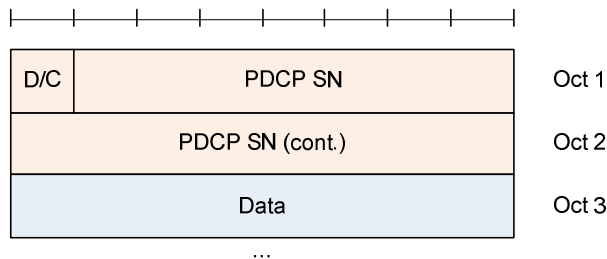 D/C PDCP SN Oct 1
PDCP SN (cont.) Oct 2
Data Oct 3
...